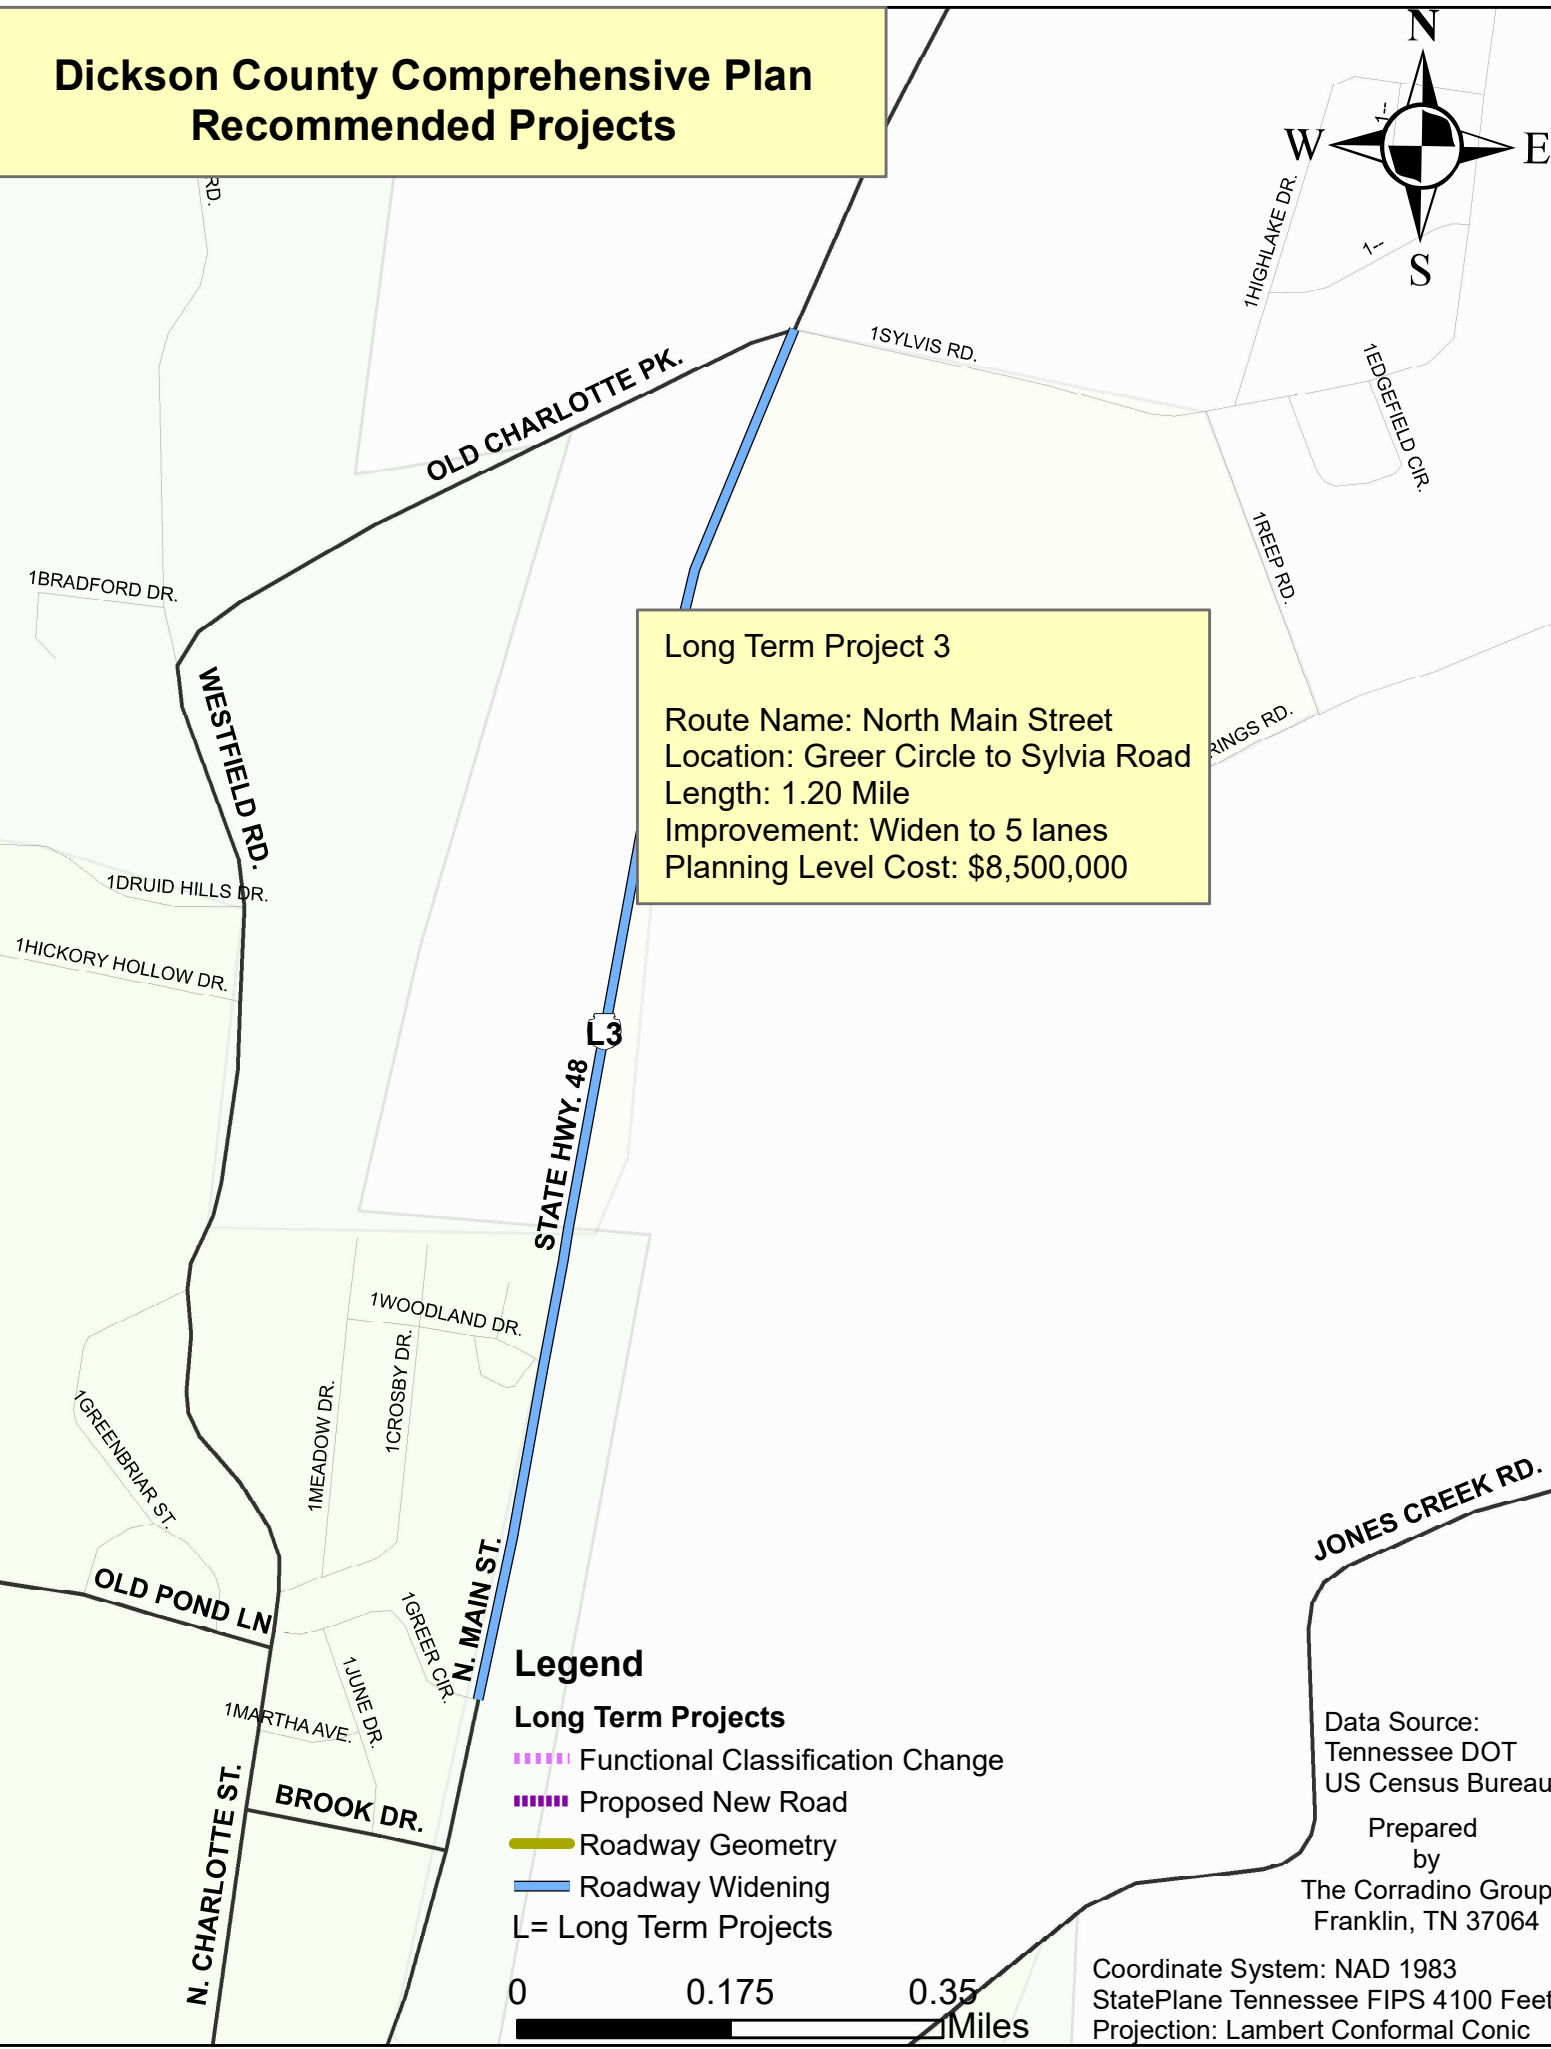 Dickson County Comprehensive Plan
Recommended Projects
N
W
E
S
RD.
1--
1HIGHLAKE DR.
1--
1SYLVIS RD.
1EDGEFIELD CIR.
OLD CHARLOTTE PK.
1REEP RD.
1BRADFORD DR.
Long Term Project 3
Route Name: North Main Street
Location: Greer Circle to Sylvia Road
Length: 1.20 Mile
Improvement: Widen to 5 lanes
Planning Level Cost: $8,500,000
RINGS RD.
WESTFIELD RD.
1DRUID HILLS DR.
1HICKORY HOLLOW DR.
L3
STATE HWY. 48
1WOODLAND DR.
1CROSBY DR.
1MEADOW DR.
1GREENBRIAR ST.
JONES CREEK RD.
OLD POND LN
N. MAIN ST.
1GREER CIR.
1JUNE DR.
1MARTHA AVE.
BROOK DR.
N. CHARLOTTE ST.
Legend
Long Term Projects
Functional Classification Change
Proposed New Road
Roadway Geometry
Roadway Widening
L= Long Term Projects
0 0.175 0.35
Miles
Data Source:
Tennessee DOT
US Census Bureau
Prepared
by
The Corradino Group
Franklin, TN 37064
Coordinate System: NAD 1983
StatePlane Tennessee FIPS 4100 Feet
Projection: Lambert Conformal Conic